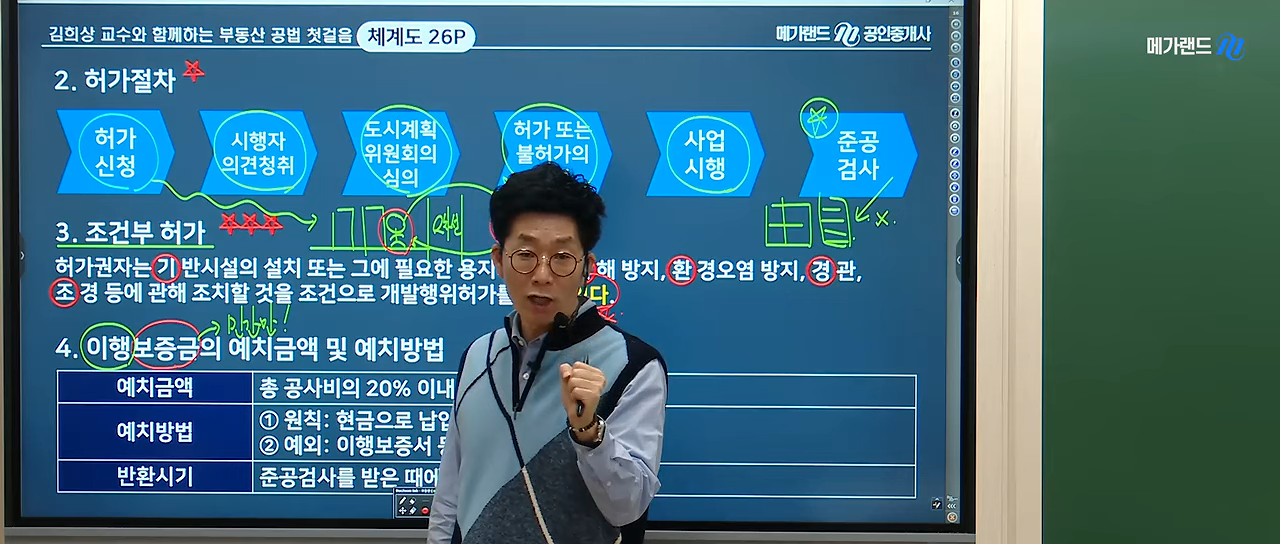 김희상 교수와 함께하는 부동산 공법 첫걸음 체계도 26P
메가랜드 공인중개사
메가랜드
2. 허가절차
허가
신청
시행자
의견청취
도시계획
위원회의
심의
허가 또는
불허가의
사업
시행
준공
검사
3. 조건부 허가
허가권자는 기반시설의 설치 또는 그에 필요한 용지 해 방지, 환경오염 방지, 경관,
조경 등에 관해 조치할 것을 조건으로 개발행위허가를 다.
4. 이행보증금의 예치금액 및 예치방법
예치금액 총 공사비의 20% 이내
예치방법 ① 원칙: 현금으로 납입
② 예외: 이행보증서
반환시기 준공검사를 받은 때에